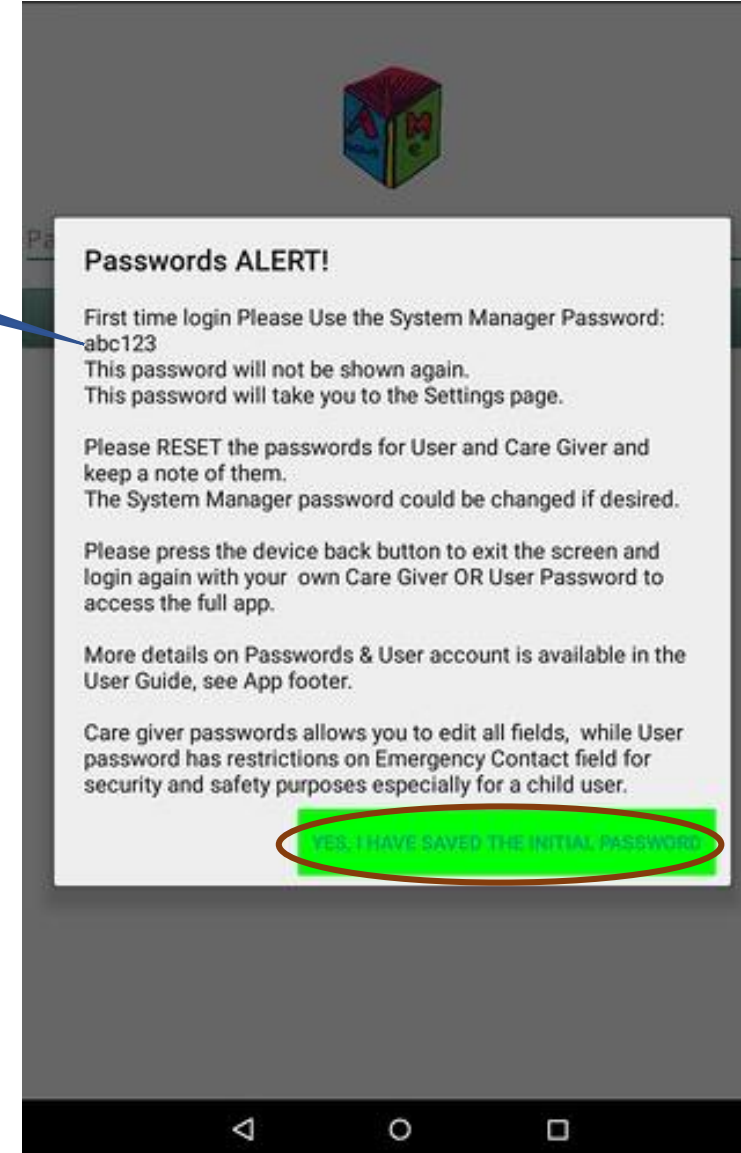 A M
e
Pa
Passwords ALERT!
First time login Please Use the System Manager Password:
abc123
This password will not be shown again.
This password will take you to the Settings page.
Please RESET the passwords for User and Care Giver and
keep a note of them.
The System Manager password could be changed if desired.
Please press the device back button to exit the screen and
login again with your  own Care Giver OR User Password to
access the full app.
More details on Passwords & User account is available in the
User Guide, see App footer.
Care giver passwords allows you to edit all fields,  while User
password has restrictions on Emergency Contact field for
security and safety purposes especially for a child user.
YES, I HAVE SAVED THE INITIAL PASSWORD